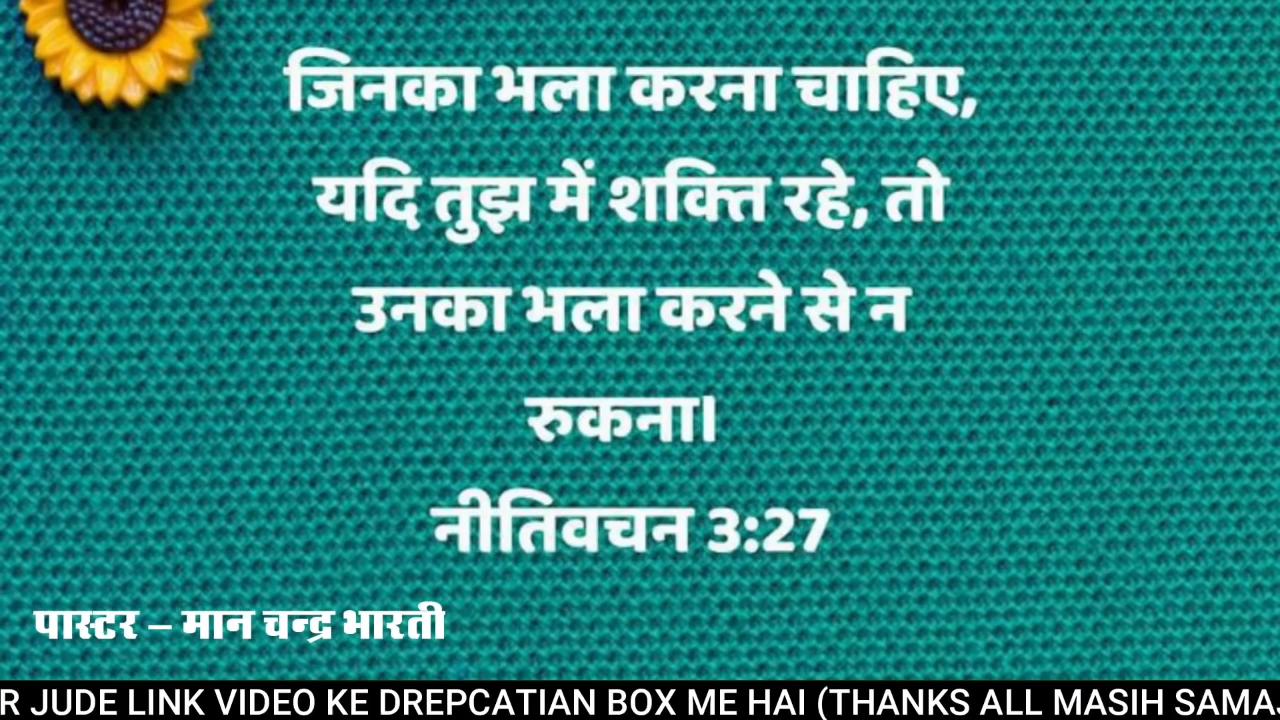 जिनका भला करना चाहिए,
यदि तुझ में शक्ति रहे, तो
उनका भला करने से न
रुकना।
नीतिवचन 3:27
पास्टर – मान चन्द्र भारती
R JUDE LINK VIDEO KE DREPCATIAN BOX ME HAI (THANKS ALL MASIH SAMAJ